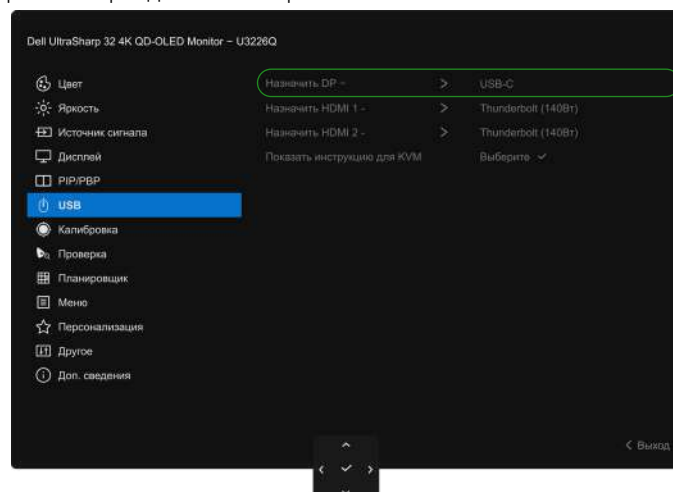 Dell UltraSharp 32 4K QD-OLED Monitor – U3226Q
Цвет
Назначить DP –
USB-C
Яркость
Назначить HDMI 1 -
Thunderbolt (140Вт)
Источник сигнала
Назначить HDMI 2 -
Thunderbolt (140Вт)
Дисплей
Показать инструкцию для KVM
Выберите
PIP/PBP
USB
Калибровка
Проверка
Планировщик
Меню
Персонализация
Другое
Доп. сведения
Выход